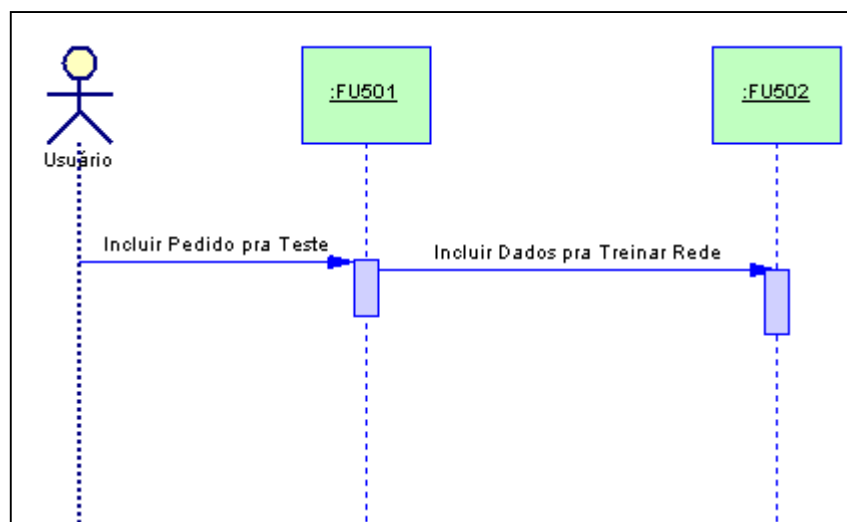 :FU501
:FU502
Usuário
Incluir Pedido pra Teste
Incluir Dados pra Treinar Rede